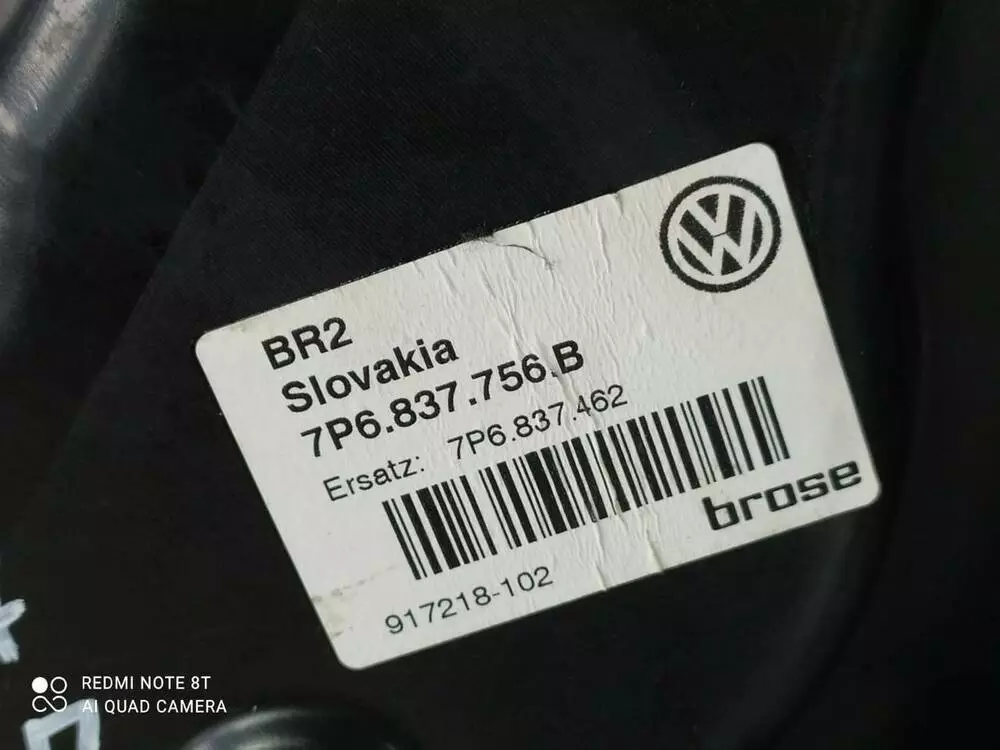 BR2
Slovakia
7P6.837.756.B
Ersatz: 7P6.837.462
brose
917218-102
REDMI NOTE 8T
AI QUAD CAMERA